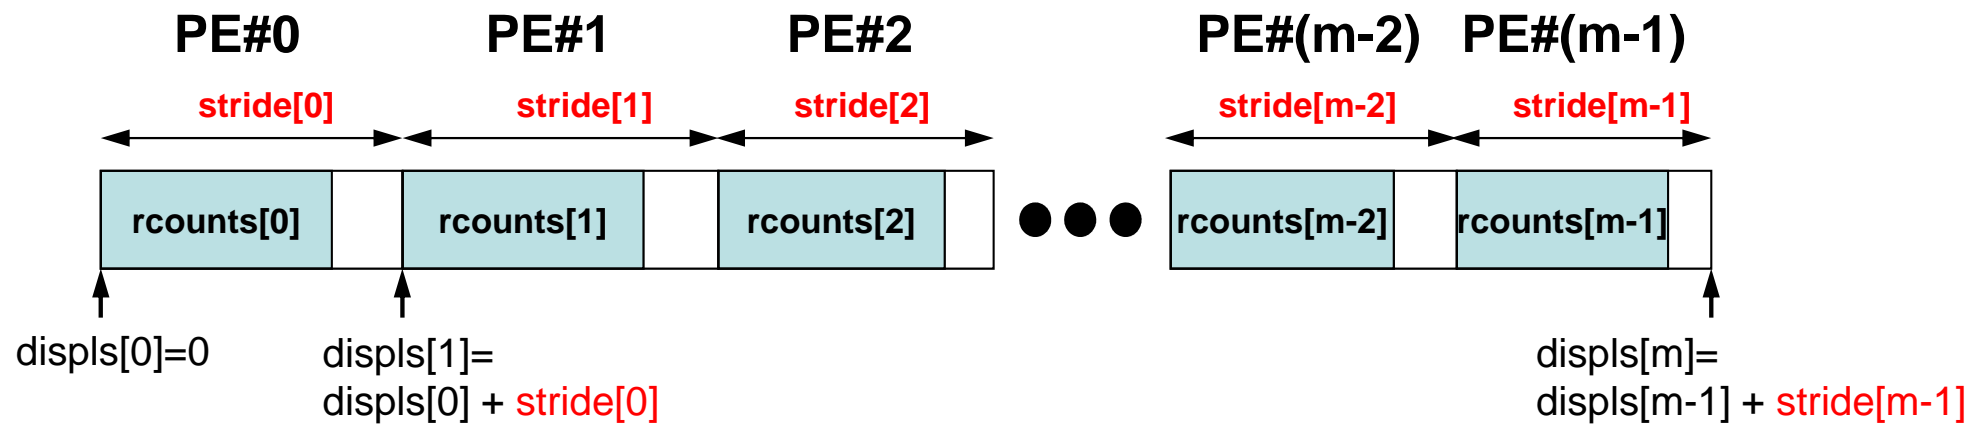 PE#0 PE#1 PE#2 PE#(m-2) PE#(m-1)
stride[0] stride[1] stride[2] stride[m-2] stride[m-1]
rcounts[0] rcounts[1] rcounts[2] rcounts[m-2] rcounts[m-1]
displs[0]=0 displs[1]= displs[m]=
displs[0] + stride[0] displs[m-1] + stride[m-1]